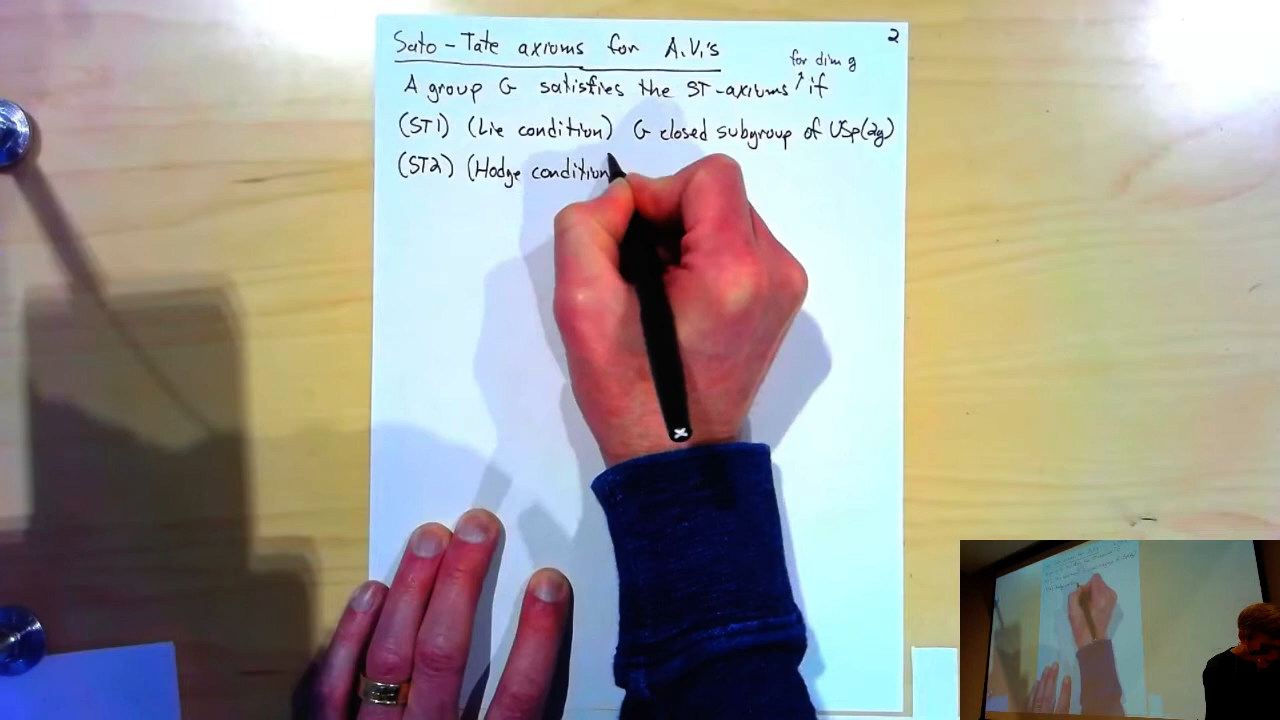 2
Sato-Tate axioms for A.V.'s
for dim g
A group G satisfies the ST-axioms ↑ if
(ST1) (Lie condition) G closed subgroup of USp(2g)
(ST2) (Hodge condition